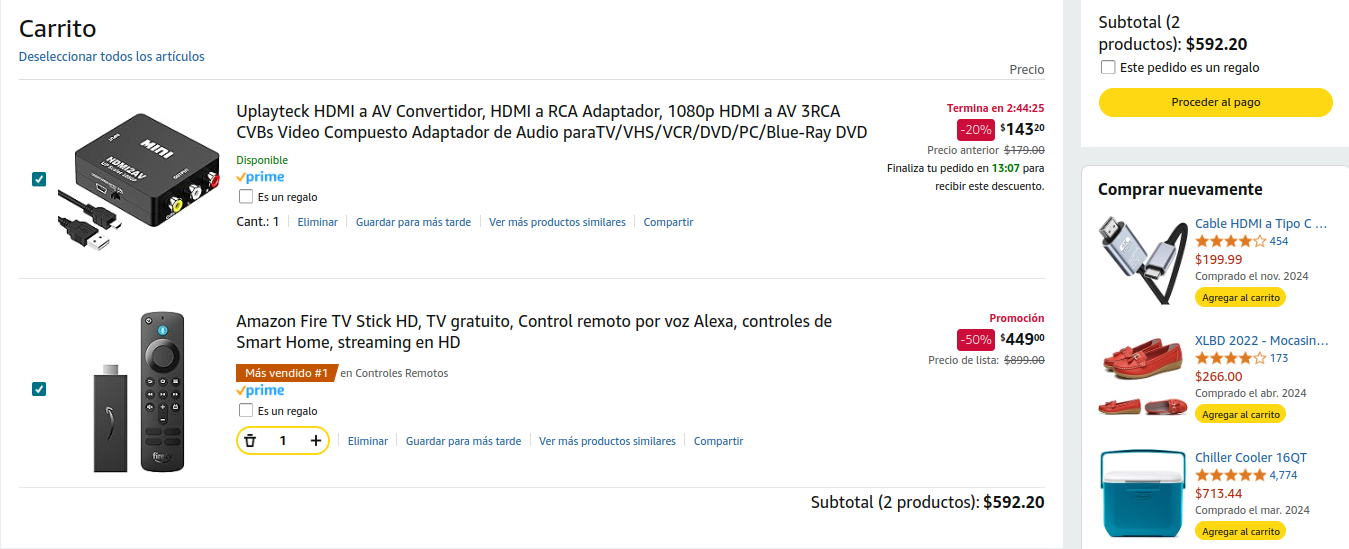 Carrito
Deseleccionar todos los artículos
Precio
Uplayteck HDMI a AV Convertidor, HDMI a RCA Adaptador, 1080p HDMI a AV 3RCA
CVBs Video Compuesto Adaptador de Audio paraTV/VHS/VCR/DVD/PC/Blue-Ray DVD
Disponible
prime
Es un regalo
Cant.: 1 Eliminar Guardar para más tarde Ver más productos similares Compartir
Termina en 2:44:25
-20% $14320
Precio anterior $179.00
Finaliza tu pedido en 13:07 para
recibir este descuento.
MINI
HDMI2AV
UP Scaler 1080P
OUTPUT
Amazon Fire TV Stick HD, TV gratuito, Control remoto por voz Alexa, controles de
Smart Home, streaming en HD
Más vendido #1 en Controles Remotos
prime
Es un regalo
1 Eliminar Guardar para más tarde Ver más productos similares Compartir
Promoción
-50% $44900
Precio de lista: $899.00
Subtotal (2 productos): $592.20
Subtotal (2
productos): $592.20
Este pedido es un regalo
Proceder al pago
Comprar nuevamente
Cable HDMI a Tipo C ...
454
$199.99
Comprado el nov. 2024
Agregar al carrito
XLBD 2022 - Mocasin...
173
$266.00
Comprado el abr. 2024
Agregar al carrito
Chiller Cooler 16QT
4,774
$713.44
Comprado el mar. 2024
Agregar al carrito